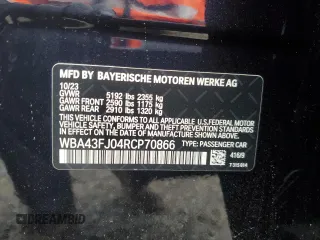 MFD BY BAYERISCHE MOTOREN WERKE AG
10/23
GVWR 5192 lbs 2355 kg
GAWR FRONT 2590 lbs 1175 kg
GAWR REAR 2910 lbs 1320 kg
THIS VEHICLE CONFORMS TO ALL APPLICABLE FEDERAL MOTOR VEHICLE SAFETY, BUMPER, AND THEFT PREVENTION STANDARDS IN EFFECT ON THE DATE OF MANUFACTURE SHOWN ABOVE.
WBA43FJ04RCP70866 TYPE: PASSENGER CAR
416/9
DREAMBID